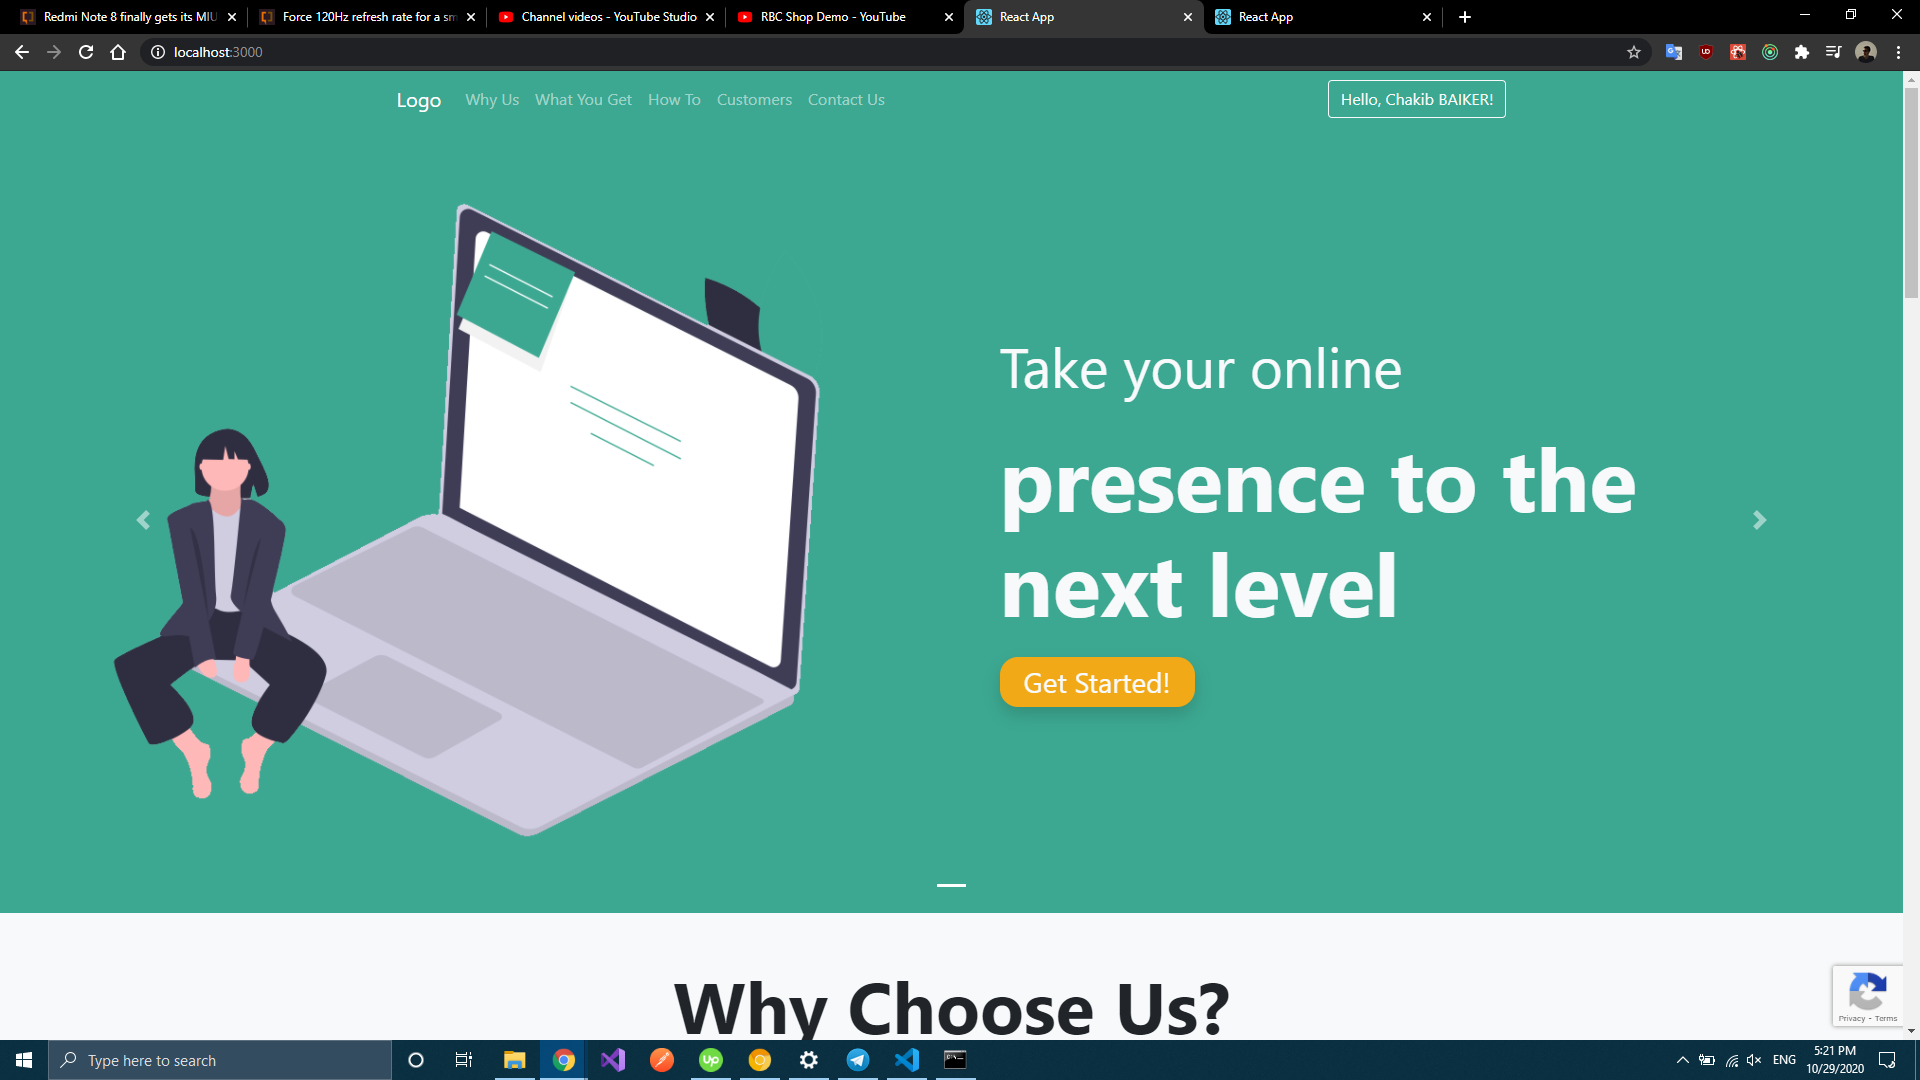 Redmi Note 8 finally gets its MIU
Force 120Hz refresh rate for a sm
Channel videos - YouTube Studio
RBC Shop Demo - YouTube
React App
React App
localhost:3000
Logo
Why Us
What You Get
How To
Customers
Contact Us
Hello, Chakib BAIKER!
Take your online
presence to the
next level
Get Started!
Why Choose Us?
Privacy - Terms
Type here to search
Up
ENG
5:21 PM
10/29/2020